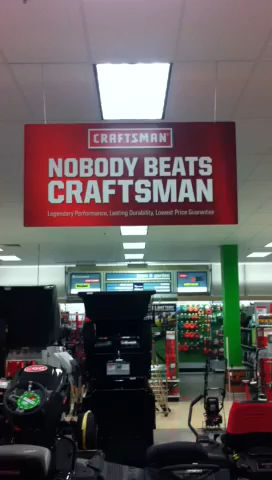 CRAFTSMAN
NOBODY BEATS
CRAFTSMAN
Legendary Performance, Lasting Durability, Lowest Price Guarantee